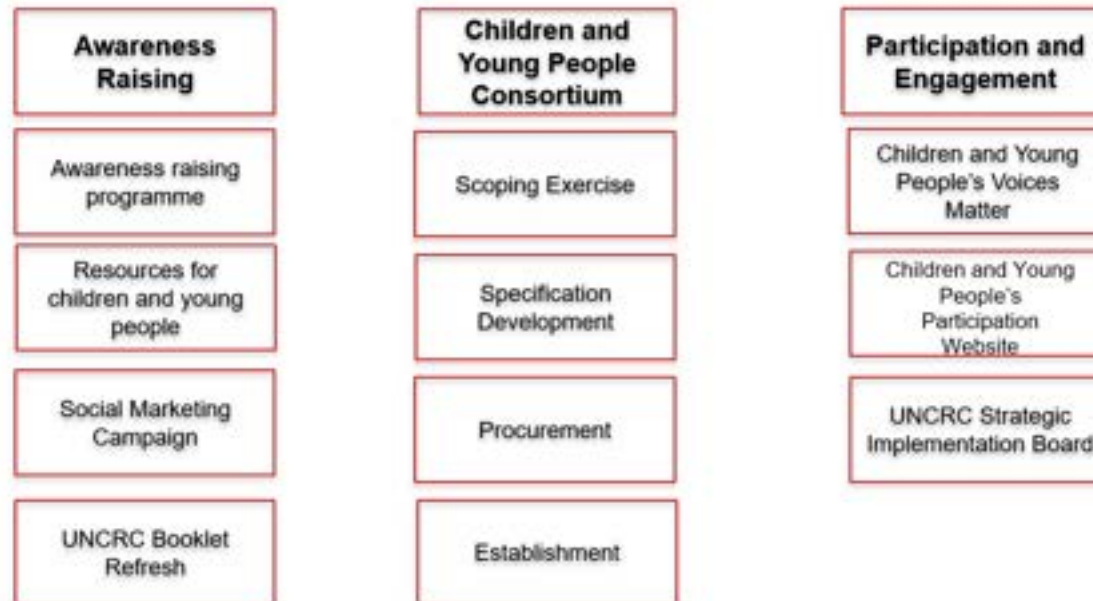 Awareness
Raising
Awareness raising
programme
Resources for
children and young
people
Social Marketing
Campaign
UNCRC Booklet
Refresh
Children and
Young People
Consortium
Scoping Exercise
Specification
Development
Procurement
Establishment
Participation and
Engagement
Children and Young
People's Voices
Matter
Children and Young
People's
Participation
Website
UNCRC Strategic
Implementation Board